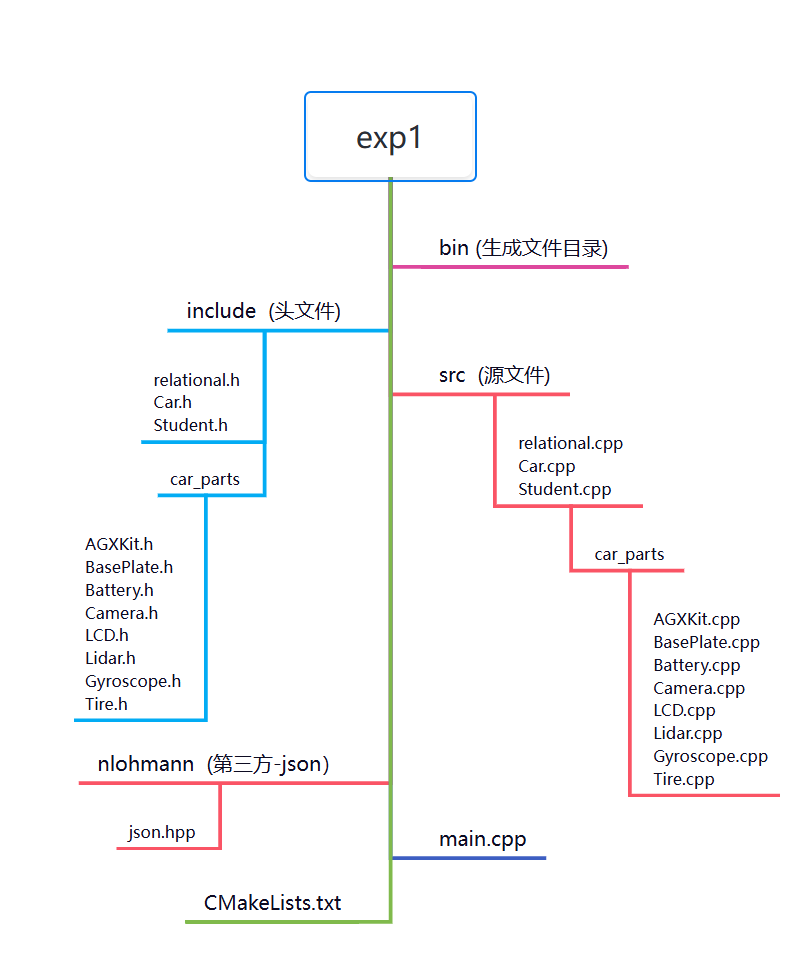 exp1
bin (生成文件目录)
include (头文件)
relational.h
Car.h
Student.h
car_parts
AGXKit.h
BasePlate.h
Battery.h
Camera.h
LCD.h
Lidar.h
Gyroscope.h
Tire.h
src (源文件)
relational.cpp
Car.cpp
Student.cpp
car_parts
AGXKit.cpp
BasePlate.cpp
Battery.cpp
Camera.cpp
LCD.cpp
Lidar.cpp
Gyroscope.cpp
Tire.cpp
nlohmann (第三方-json)
json.hpp
main.cpp
CMakeLists.txt